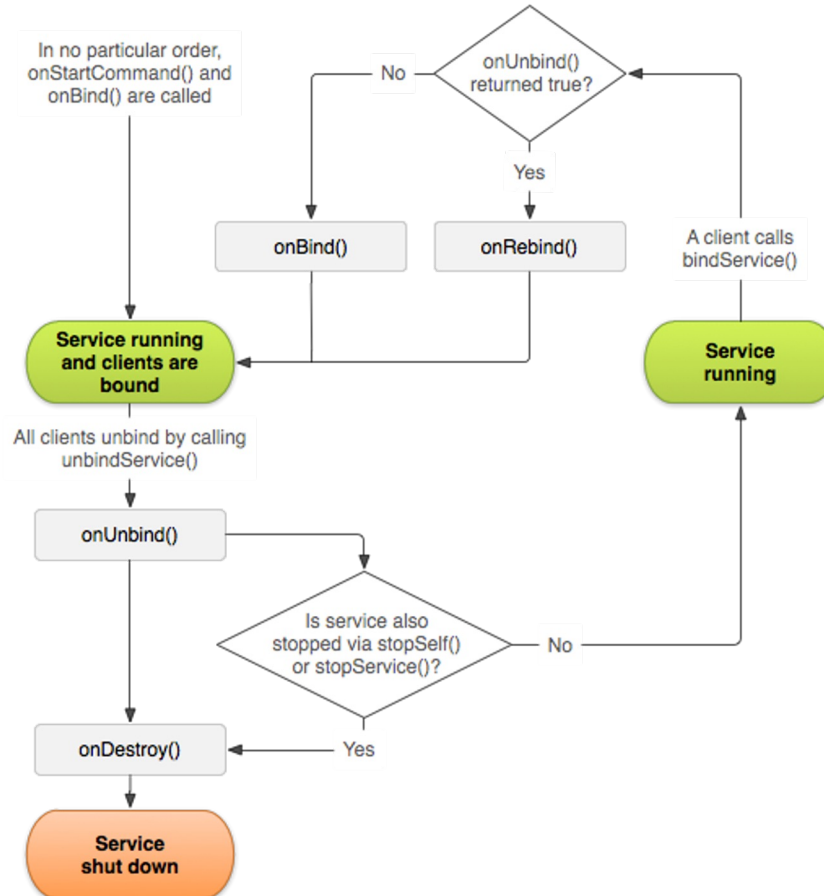 In no particular order,
onStartCommand() and
onBind() are called
onUnbind()
returned true?
No
Yes
onBind()
onRebind()
A client calls
bindService()
Service running
and clients are
bound
Service
running
All clients unbind by calling
unbindService()
onUnbind()
Is service also
stopped via stopSelf()
or stopService()?
No
Yes
onDestroy()
Service
shut down